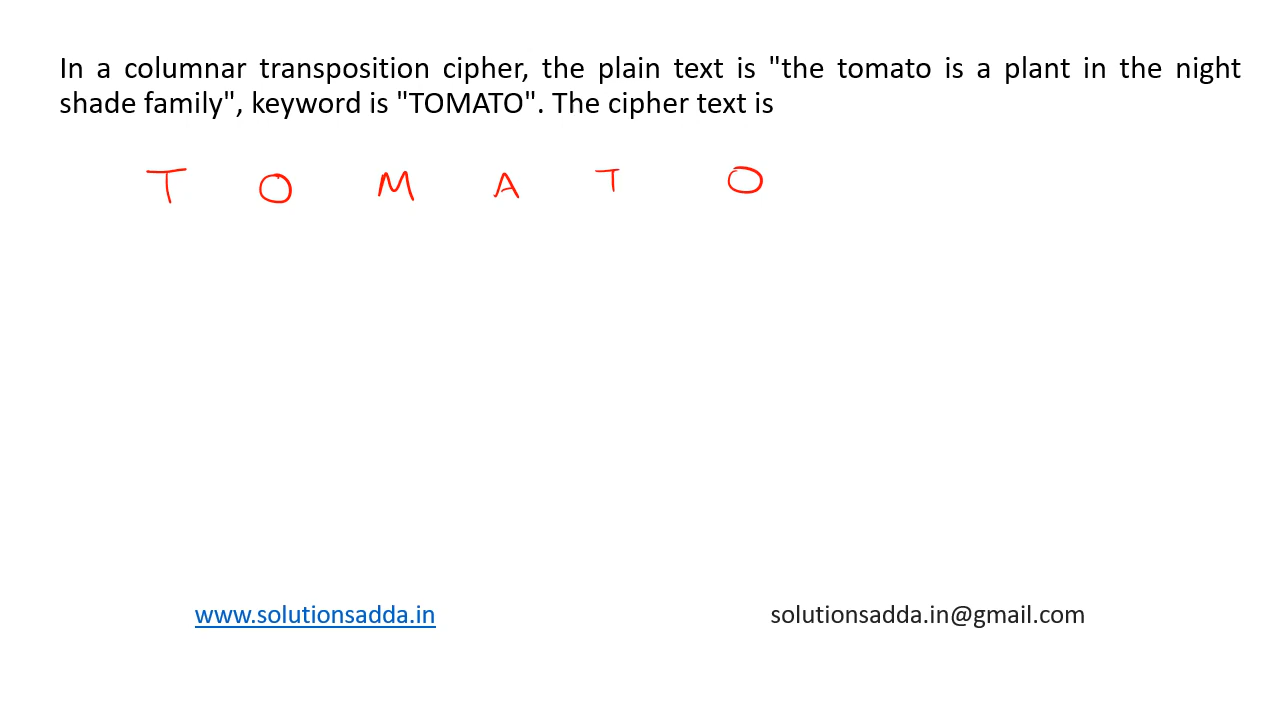 In a columnar transposition cipher, the plain text is "the tomato is a plant in the night
shade family", keyword is "TOMATO". The cipher text is
T O M A T O
www.solutionsadda.in solutionsadda.in@gmail.com